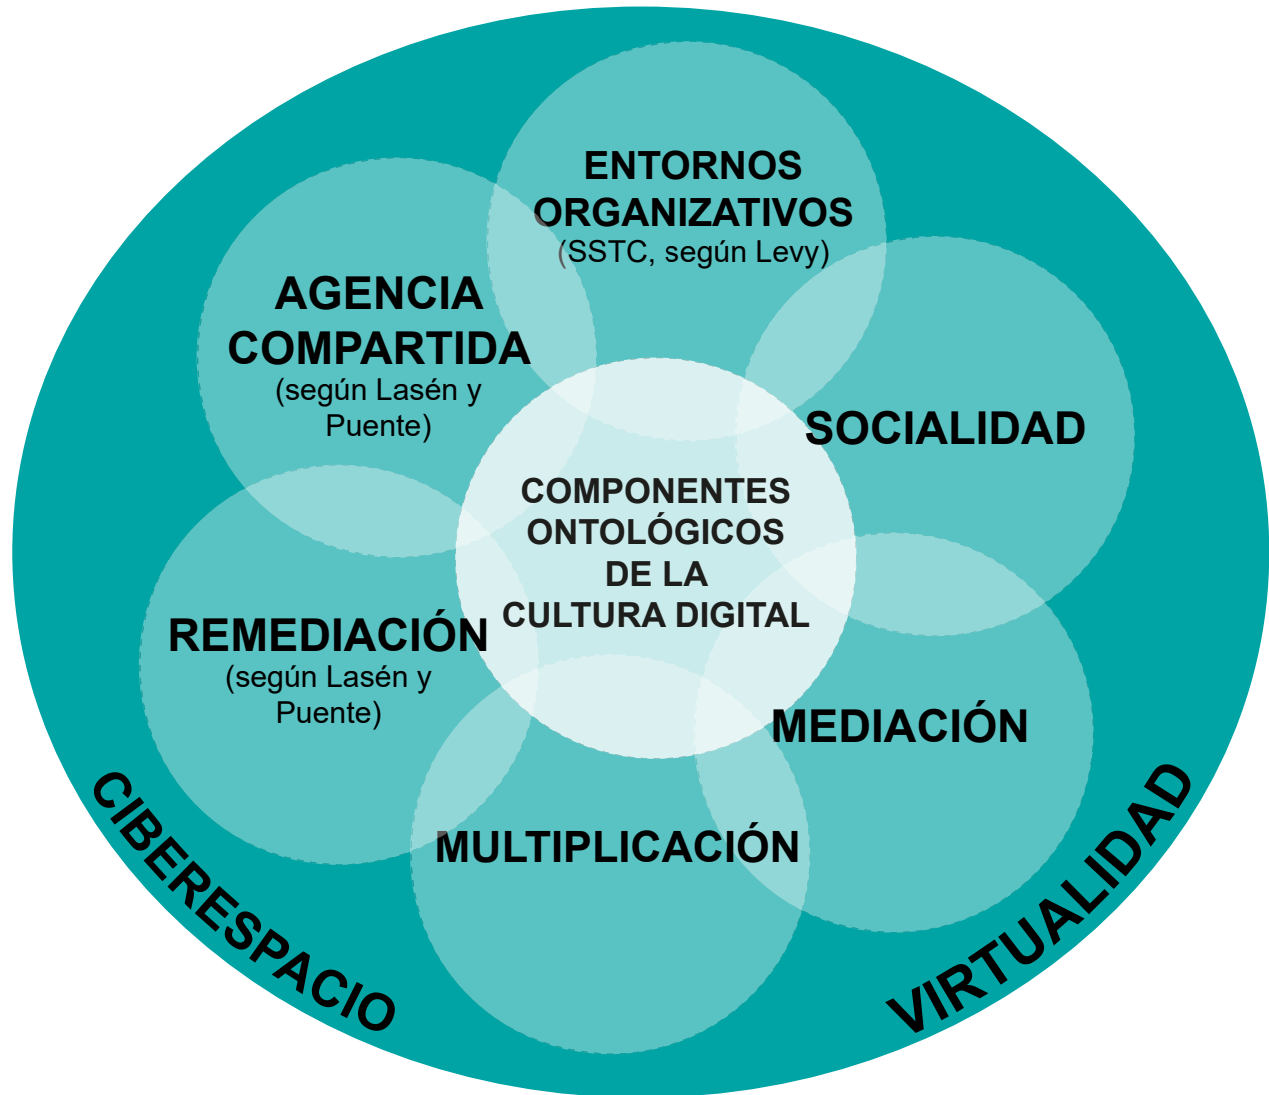 ENTORNOS
ORGANIZATIVOS
(SSTC, según Levy)
AGENCIA
COMPARTIDA
(según Lasén y
Puente)
SOCIALIDAD
COMPONENTES
ONTOLÓGICOS
DE LA
CULTURA DIGITAL
REMEDIACIÓN
(según Lasén y
Puente)
MEDIACIÓN
MULTIPLICACIÓN
CIBERESPACIO
VIRTUALIDAD